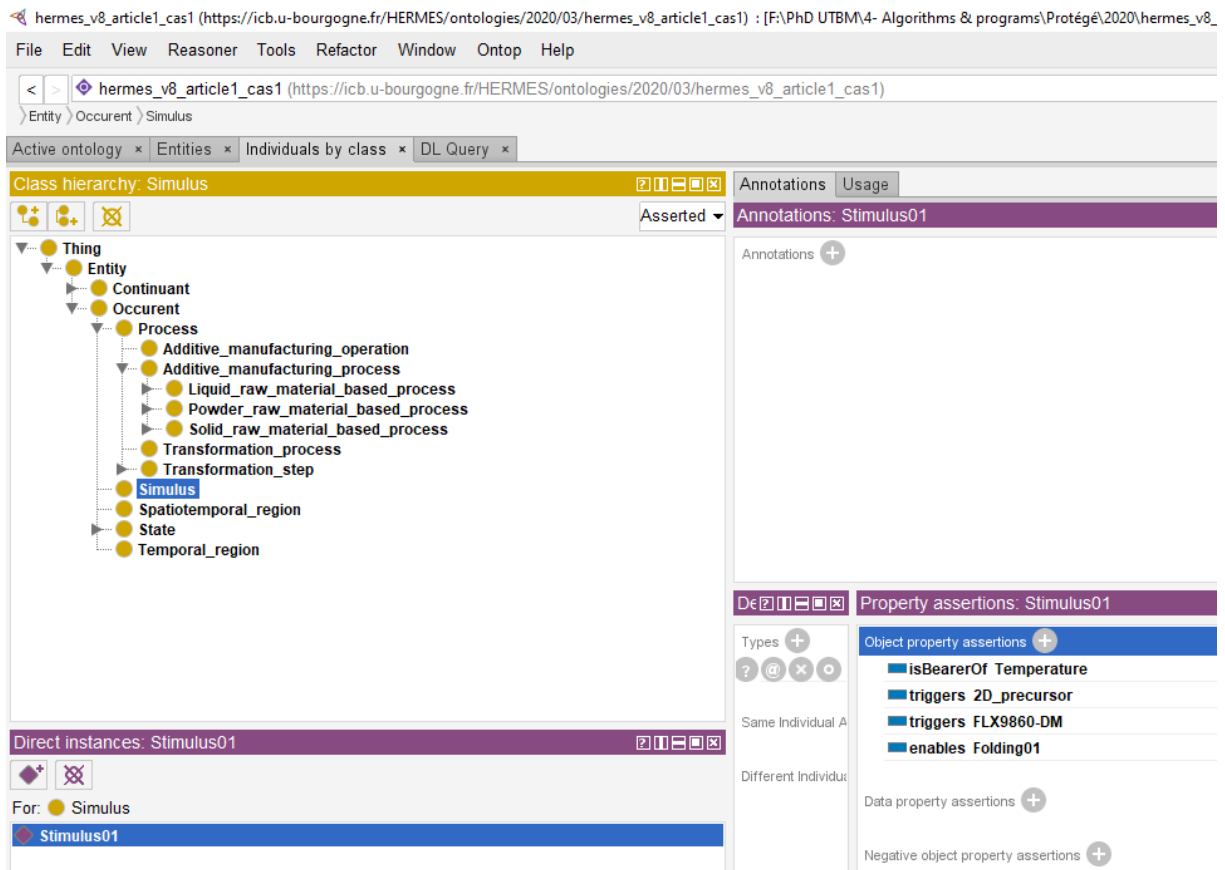 hermes_v8_article1_cas1 (https://icb.u-bourgogne.fr/HERMES/ontologies/2020/03/hermes_v8_article1_cas1) : [F:\PhD UTBM\4- Algorithms & programs\Protégé\2020\hermes_v8_
File Edit View Reasoner Tools Refactor Window Ontop Help
< > hermes_v8_article1_cas1 (https://icb.u-bourgogne.fr/HERMES/ontologies/2020/03/hermes_v8_article1_cas1)
Entity Occurent Simulus
Active ontology × Entities × Individuals by class × DL Query ×
Class hierarchy: Simulus
Asserted
Thing
Entity
Continuant
Occurent
Process
Additive_manufacturing_operation
Additive_manufacturing_process
Liquid_raw_material_based_process
Powder_raw_material_based_process
Solid_raw_material_based_process
Transformation_process
Transformation_step
Simulus
Spatiotemporal_region
State
Temporal_region
Direct instances: Stimulus01
For: Simulus
Stimulus01
Annotations Usage
Annotations: Stimulus01
Annotations
De
Types
? @ × o
Same Individual A
Different Individua
Property assertions: Stimulus01
Object property assertions
isBearerOf Temperature
triggers 2D_precursor
triggers FLX9860-DM
enables Folding01
Data property assertions
Negative object property assertions